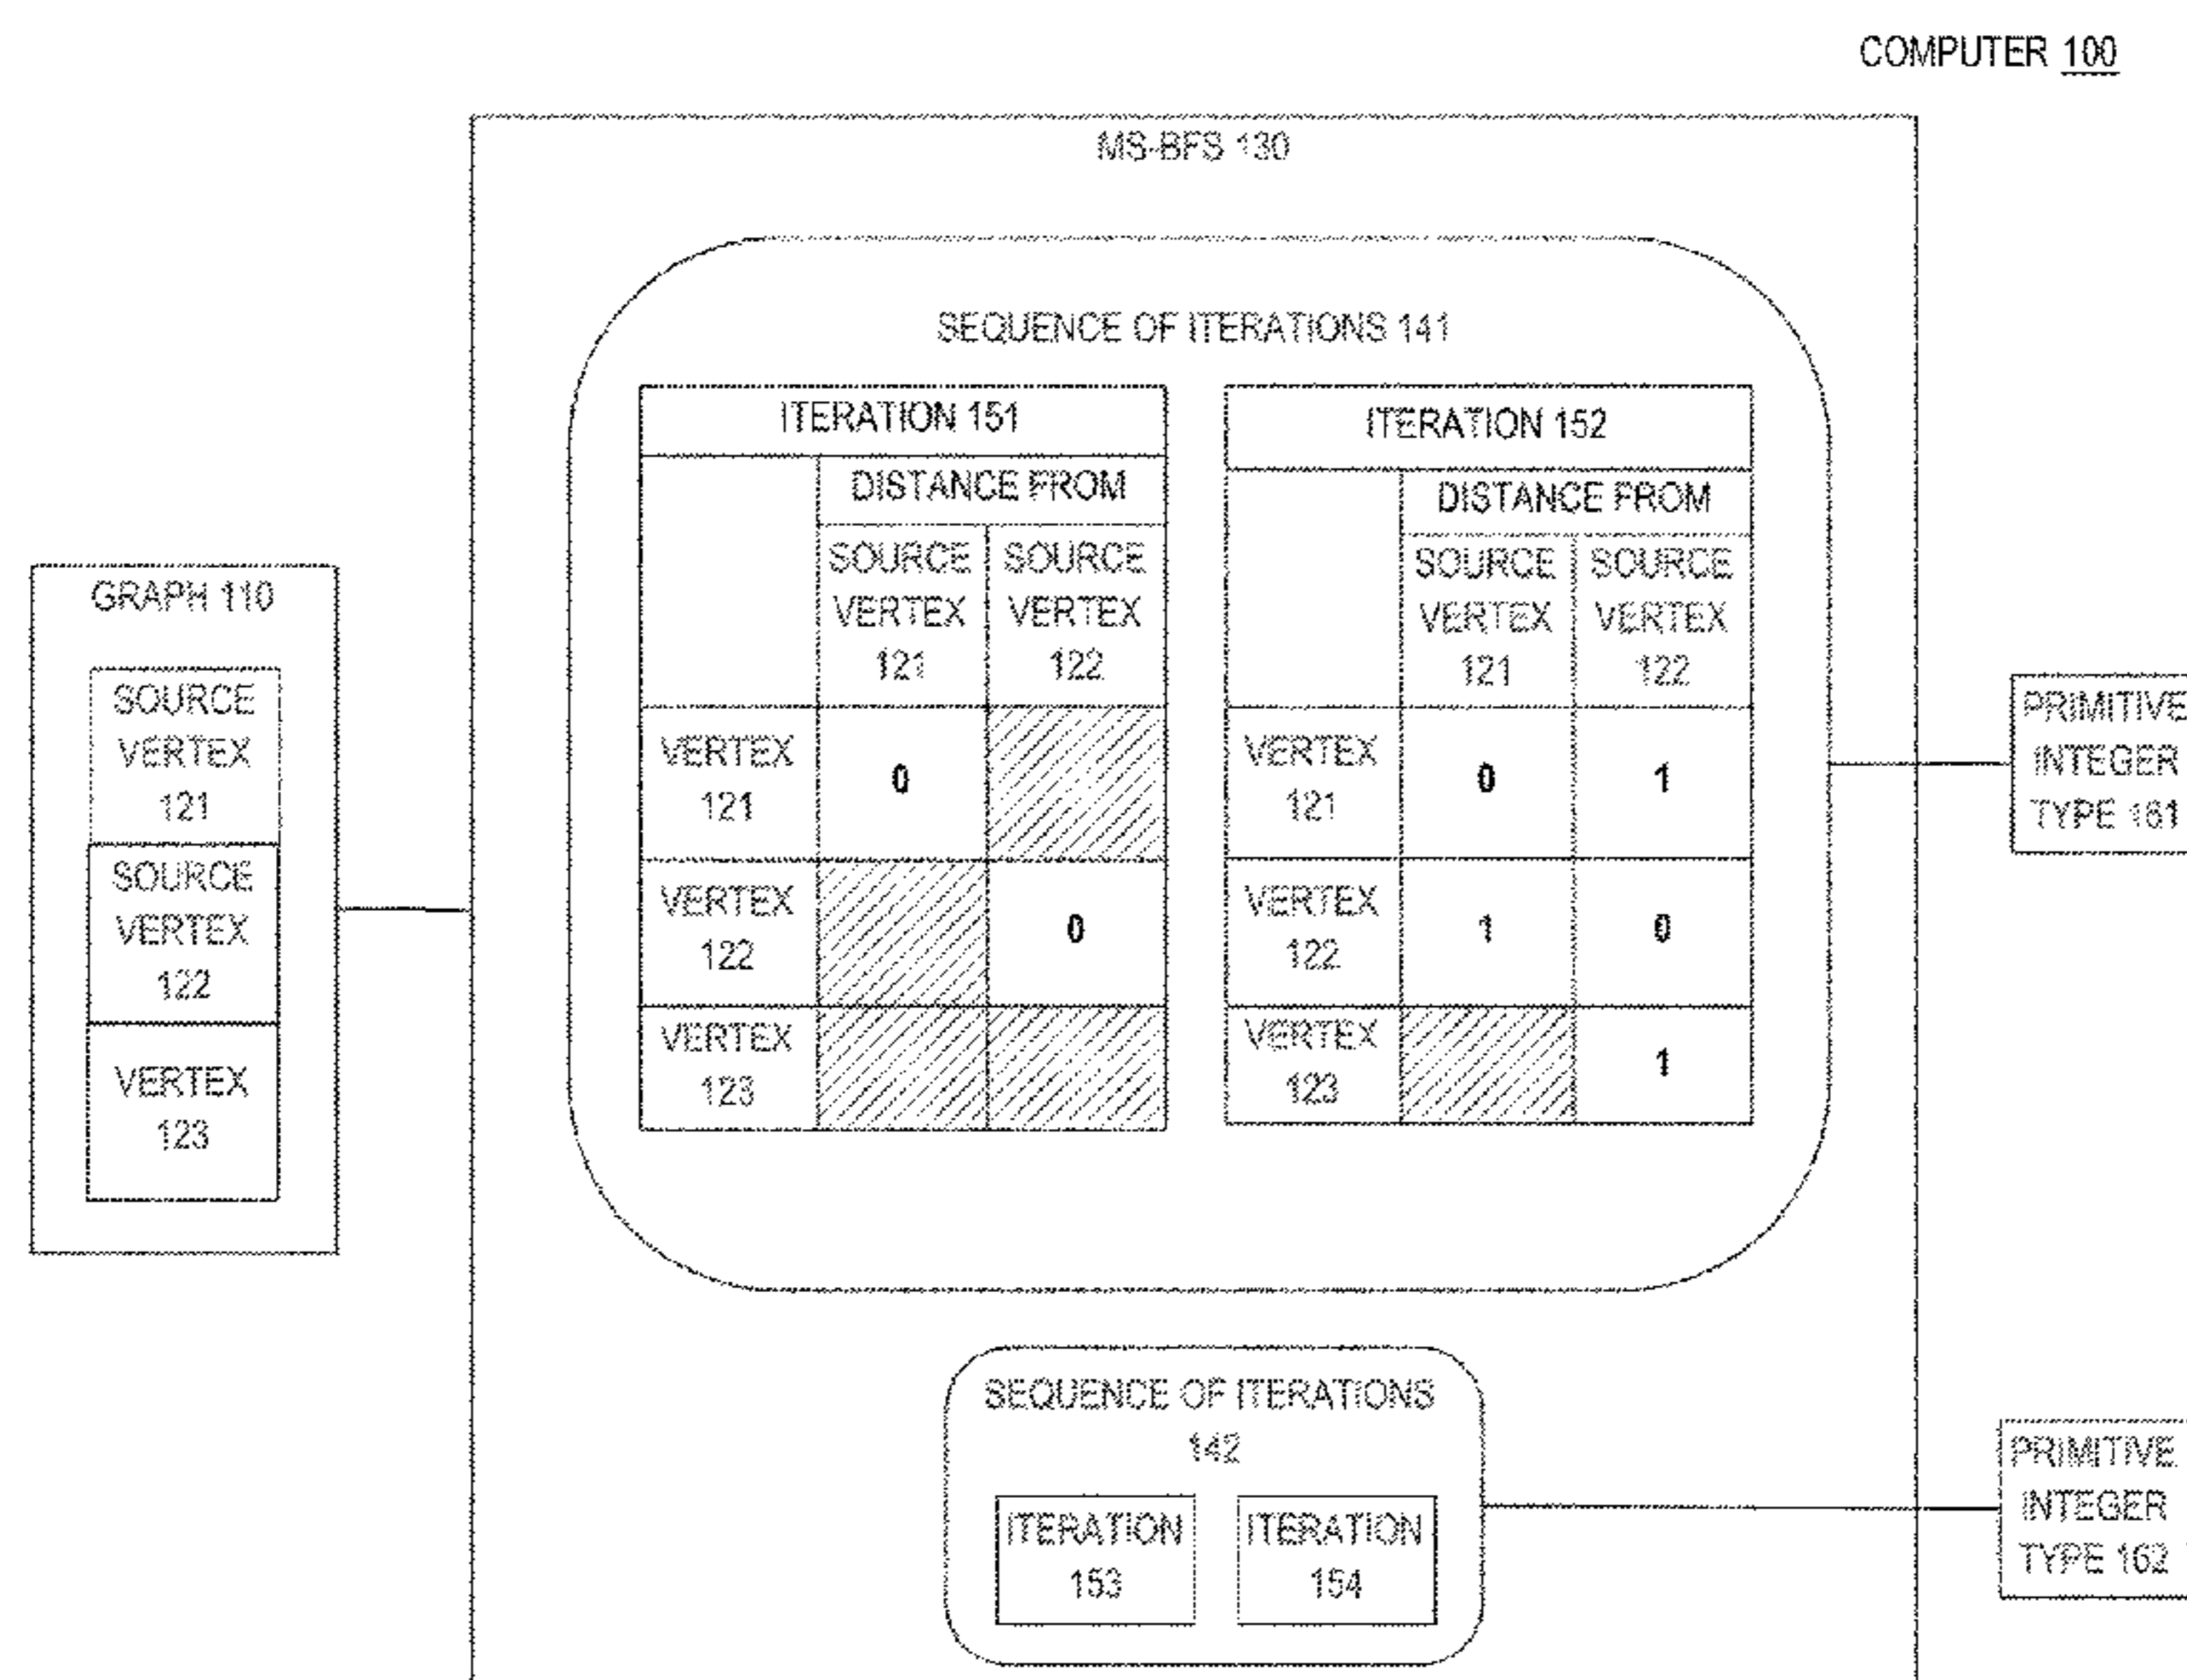 COMPUTER 100
MS-BFS 130
SEQUENCE OF ITERATIONS 141
ITERATION 151
DISTANCE FROM
SOURCE
VERTEX
121
SOURCE
VERTEX
122
VERTEX
121
0
VERTEX
122
0
VERTEX
123
ITERATION 152
DISTANCE FROM
SOURCE
VERTEX
121
SOURCE
VERTEX
122
VERTEX
121
0
1
VERTEX
122
1
0
VERTEX
123
1
GRAPH 110
SOURCE
VERTEX
121
SOURCE
VERTEX
122
VERTEX
123
PRIMITIVE
INTEGER
TYPE 161
SEQUENCE OF ITERATIONS
142
ITERATION
153
ITERATION
154
PRIMITIVE
INTEGER
TYPE 162